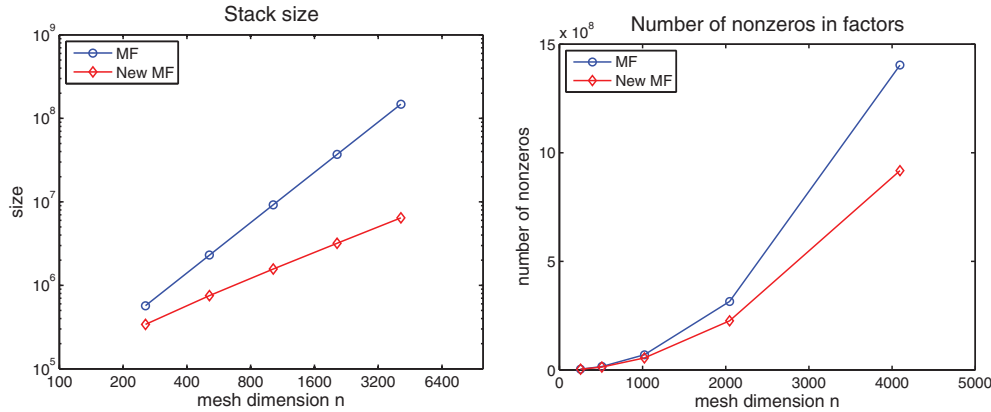 Stack size
10^9
10^8
10^7
10^6
10^5
size
MF
New MF
100 200 400 800 1600 3200 6400
mesh dimension n
Number of nonzeros in factors
x 10^8
15
10
5
0
number of nonzeros
MF
New MF
0 1000 2000 3000 4000 5000
mesh dimension n